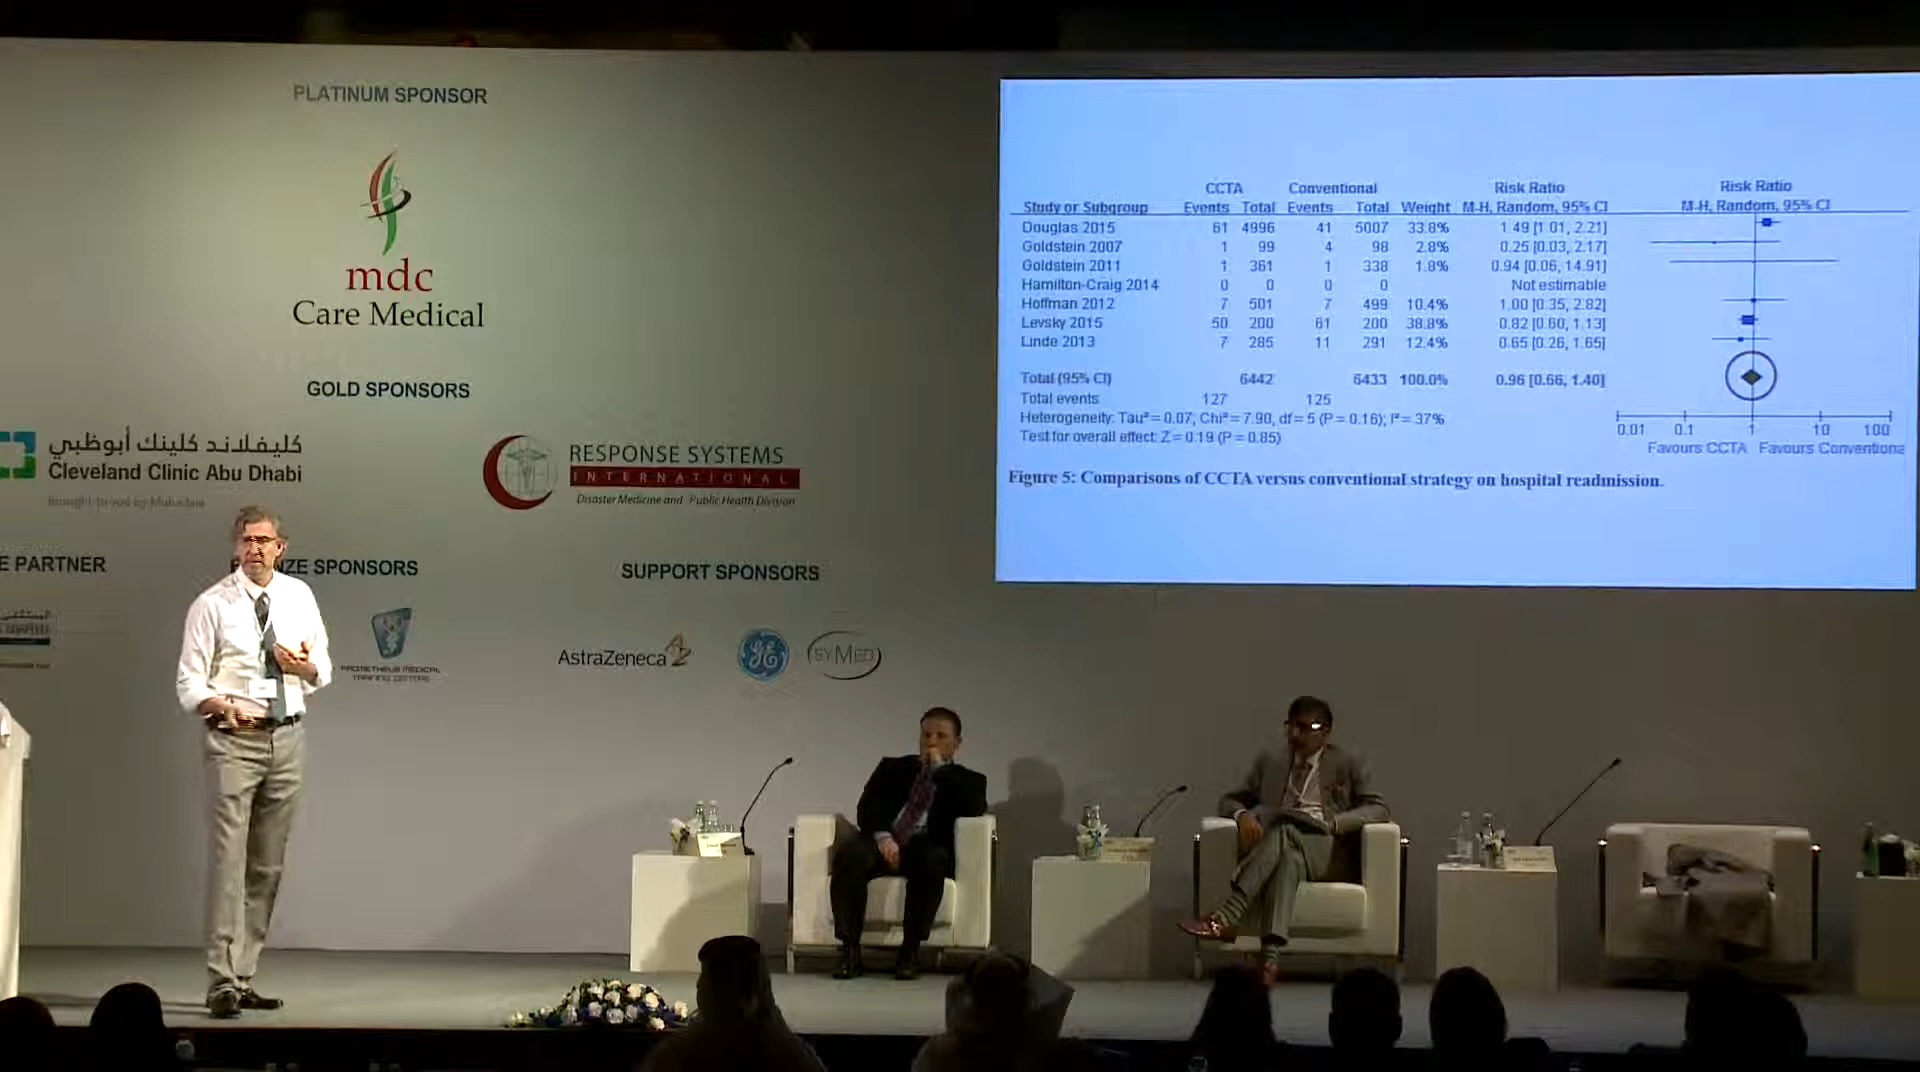 PLATINUM SPONSOR
mdc
Care Medical
GOLD SPONSORS
كليفلاند كلينك أبوظبي
Cleveland Clinic Abu Dhabi
Brought to you by Mubadala
RESPONSE SYSTEMS
INTERNATIONAL
Disaster Medicine and Public Health Division
E PARTNER
NZE SPONSORS
SUPPORT SPONSORS
PROMETHEUS MEDICAL
AstraZeneca
GE
SYMED
CCTA Conventional Risk Ratio Risk Ratio
Study or Subgroup Events Total Events Total Weight M-H, Random, 95% CI M-H, Random, 95% CI
Douglas 2015 61 4996 41 5007 33.8% 1.49 [1.01, 2.21]
Goldstein 2007 1 99 4 98 2.8% 0.25 [0.03, 2.17]
Goldstein 2011 1 361 1 338 1.8% 0.94 [0.06, 14.91]
Hamilton-Craig 2014 0 0 0 0 Not estimable
Hoffman 2012 7 501 7 499 10.4% 1.00 [0.35, 2.82]
Levsky 2015 50 200 61 200 38.8% 0.82 [0.60, 1.13]
Linde 2013 7 285 11 291 12.4% 0.65 [0.26, 1.65]
Total (95% CI) 6442 6433 100.0% 0.96 [0.66, 1.40]
Total events 127 125
Heterogeneity: Tau² = 0.07; Chi² = 7.90, df = 5 (P = 0.16); I² = 37%
Test for overall effect: Z = 0.19 (P = 0.85)
0.01 0.1 1 10 100
Favours CCTA Favours Conventiona
Figure 5: Comparisons of CCTA versus conventional strategy on hospital readmission.